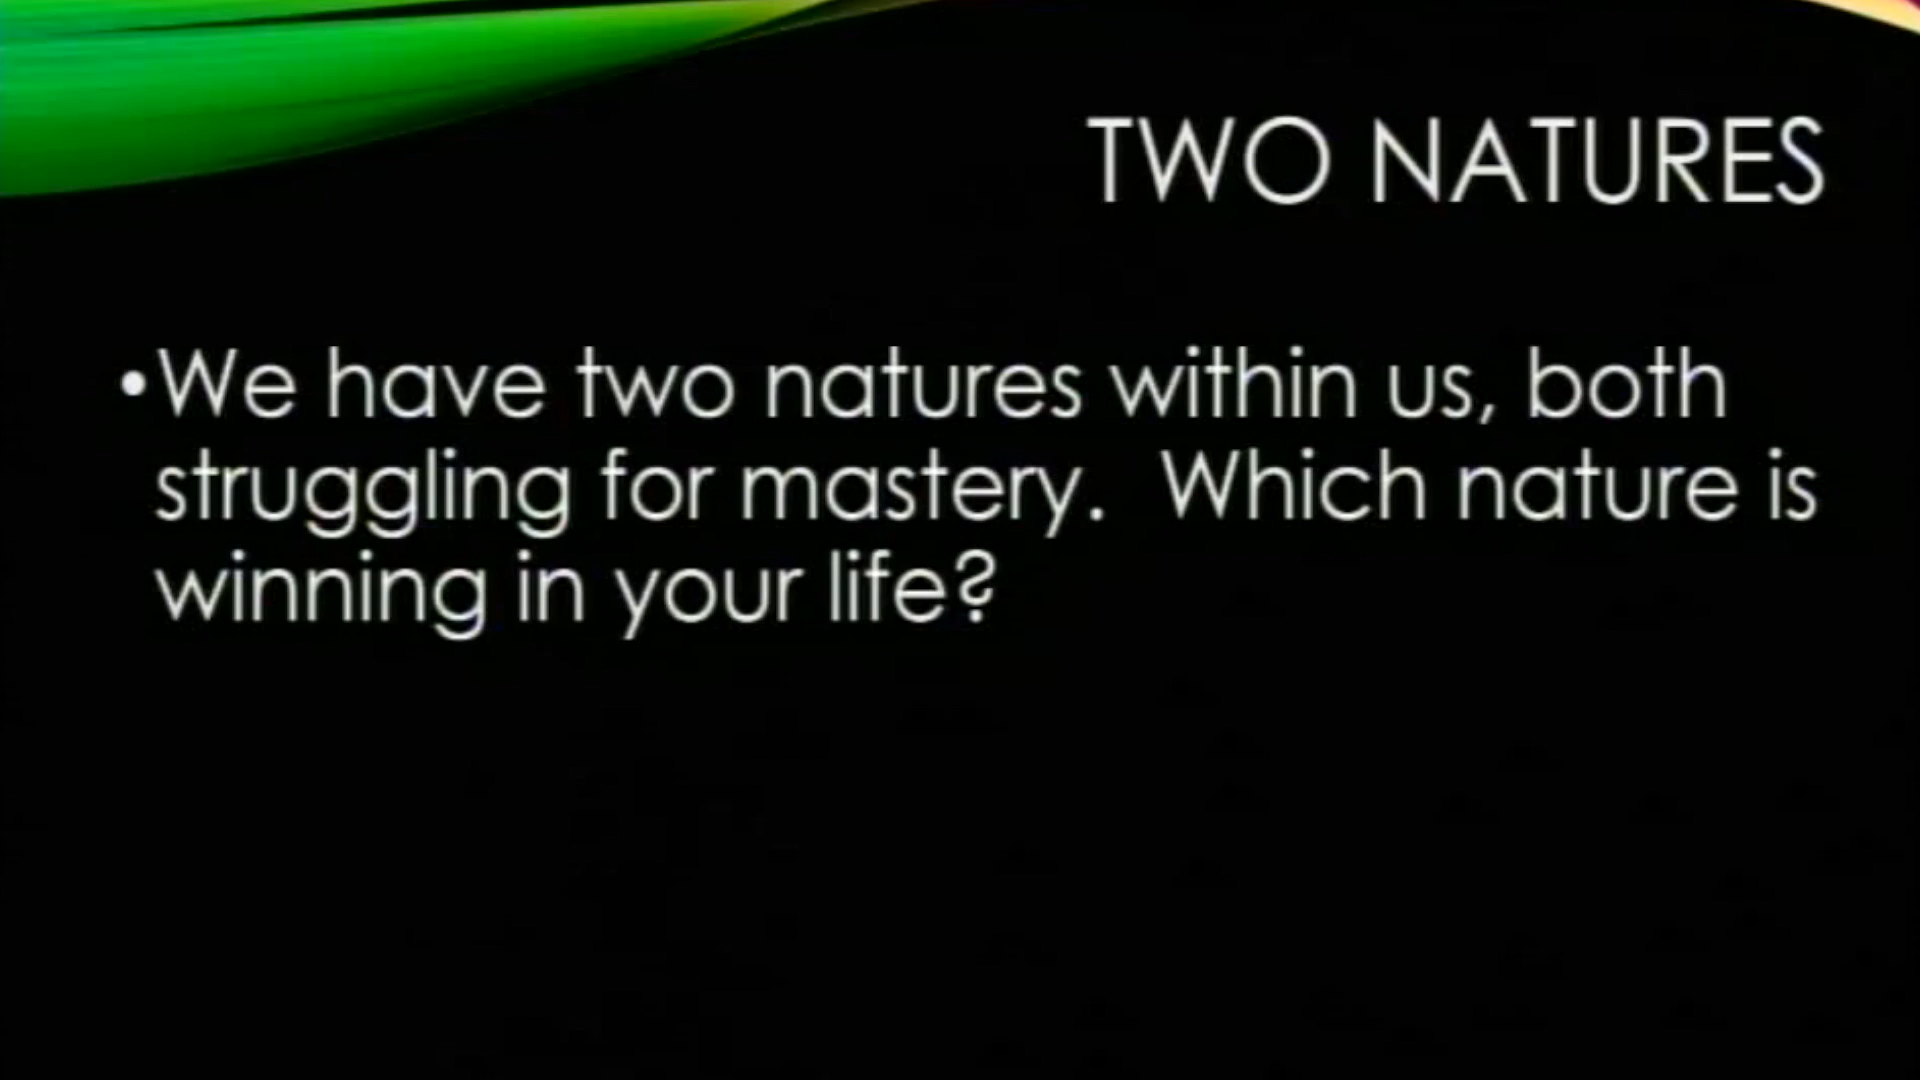 TWO NATURES
•We have two natures within us, both
struggling for mastery.  Which nature is
winning in your life?